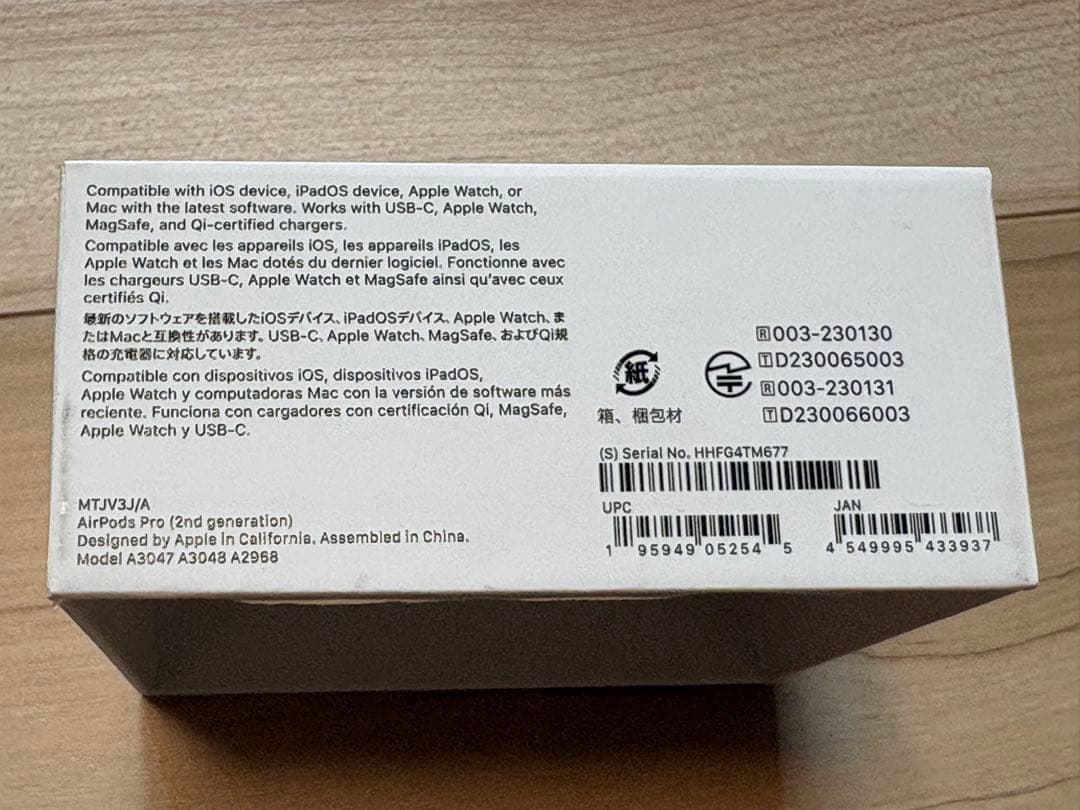 Compatible with iOS device, iPadOS device, Apple Watch, or
Mac with the latest software. Works with USB-C, Apple Watch,
MagSafe, and Qi-certified chargers.
Compatible avec les appareils iOS, les appareils iPadOS, les
Apple Watch et les Mac dotés du dernier logiciel. Fonctionne avec
les chargeurs USB-C, Apple Watch et MagSafe ainsi qu'avec ceux
certifiés Qi.
最新のソフトウェアを搭載したiOSデバイス、iPadOSデバイス、Apple Watch、ま
たはMacと互換性があります。USB-C、Apple Watch、MagSafe、およびQi規
格の充電器に対応しています。
Compatible con dispositivos iOS, dispositivos iPadOS,
Apple Watch y computadoras Mac con la versión de software más
reciente. Funciona con cargadores con certificación Qi, MagSafe,
Apple Watch y USB-C.
MTJV3J/A
AirPods Pro (2nd generation)
Designed by Apple in California. Assembled in China.
Model A3047 A3048 A2968
紙
箱、梱包材
R 003-230130
T D230065003
R 003-230131
T D230066003
(S) Serial No. HHFG4TM677
UPC
1 95949 05254 5
JAN
4 549995 433937